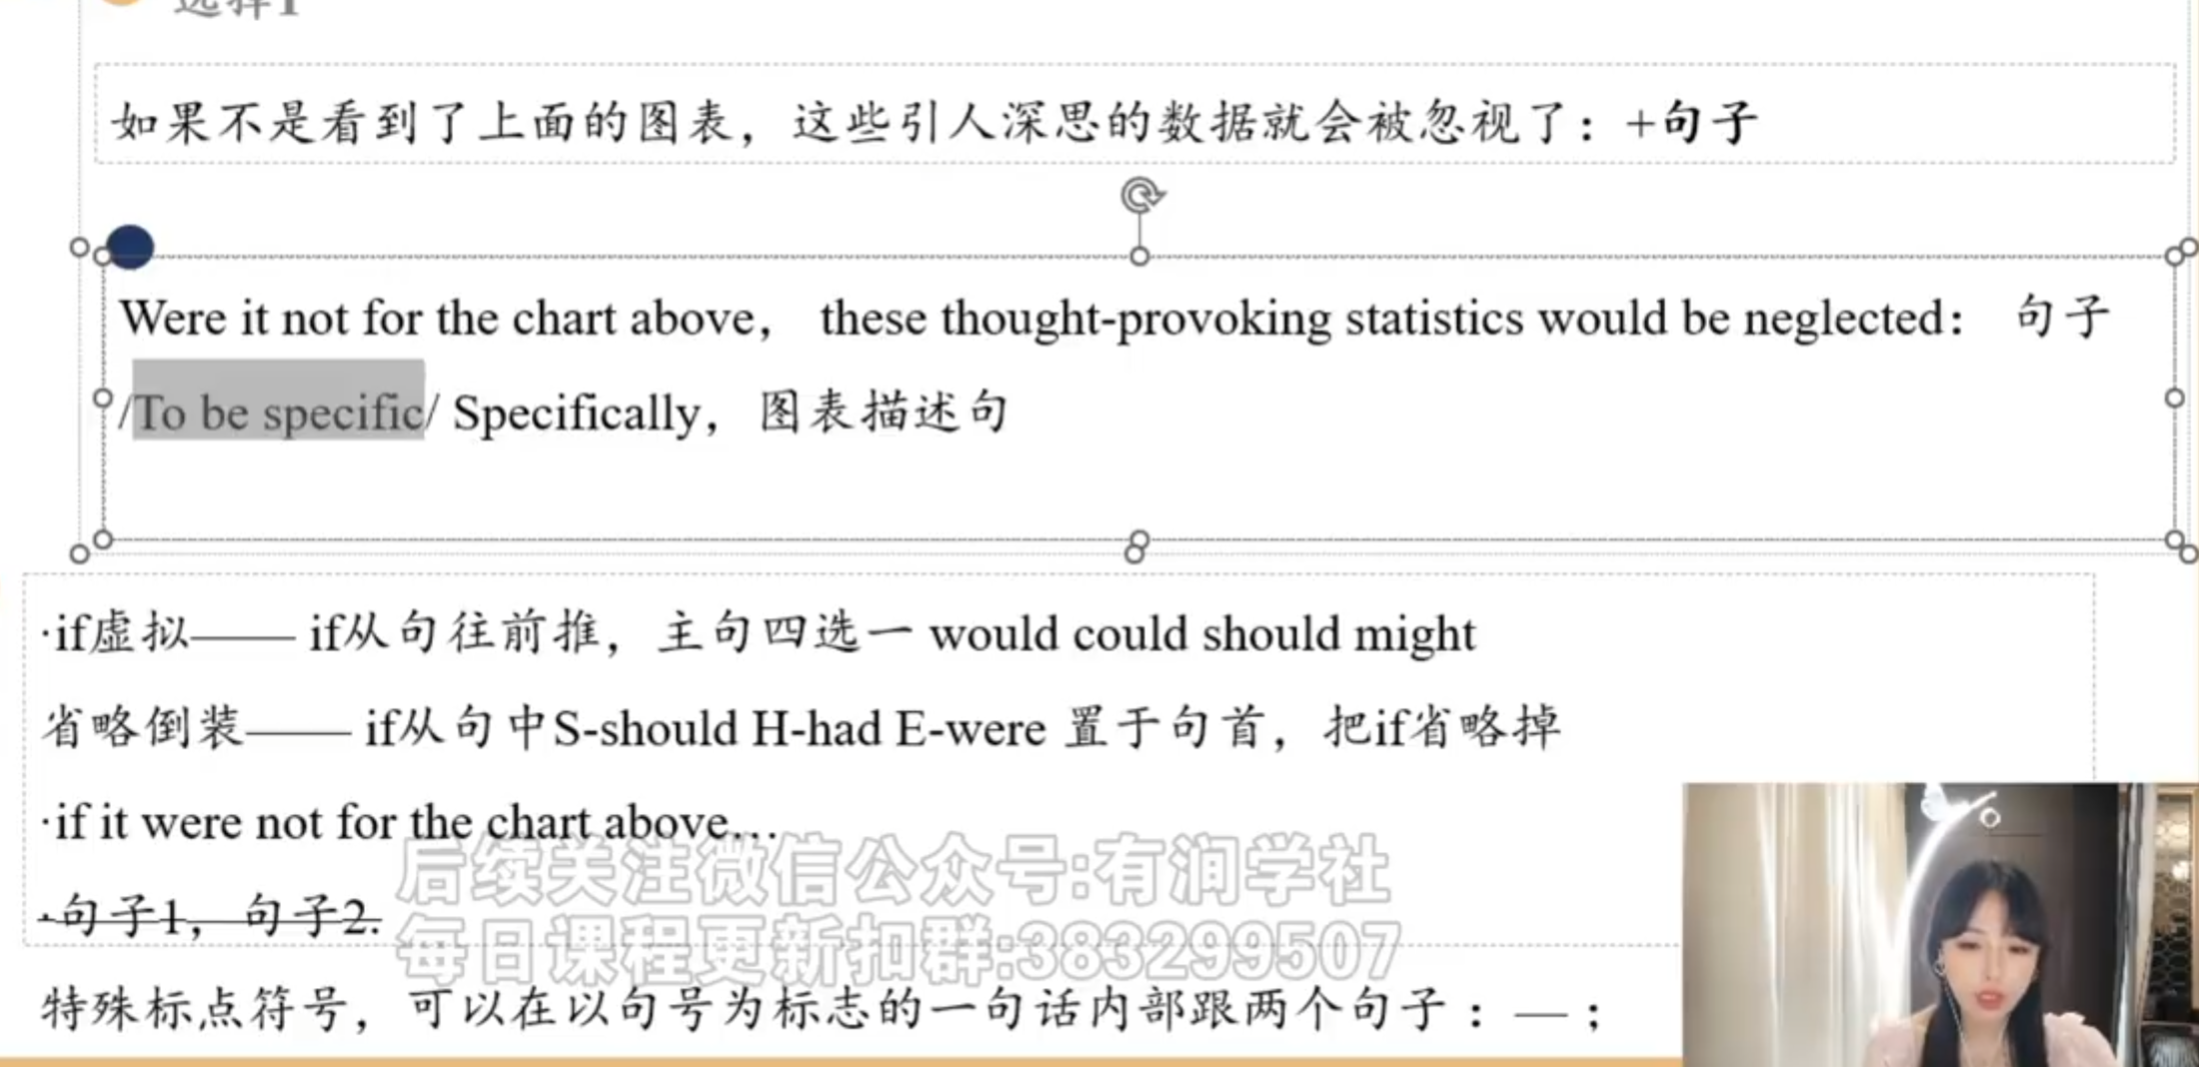 选择1
如果不是看到了上面的图表，这些引人深思的数据就会被忽视了：+句子
Were it not for the chart above， these thought-provoking statistics would be neglected： 句子
/To be specific/ Specifically，图表描述句
·if虚拟—— if从句往前推，主句四选一 would could should might
省略倒装—— if从句中S-should H-had E-were 置于句首，把if省略掉
·if it were not for the chart above…
后续关注微信公众号:有润学社
·句子1，句子2.
每日课程更新扣群:383299507
特殊标点符号，可以在以句号为标志的一句话内部跟两个句子：—；